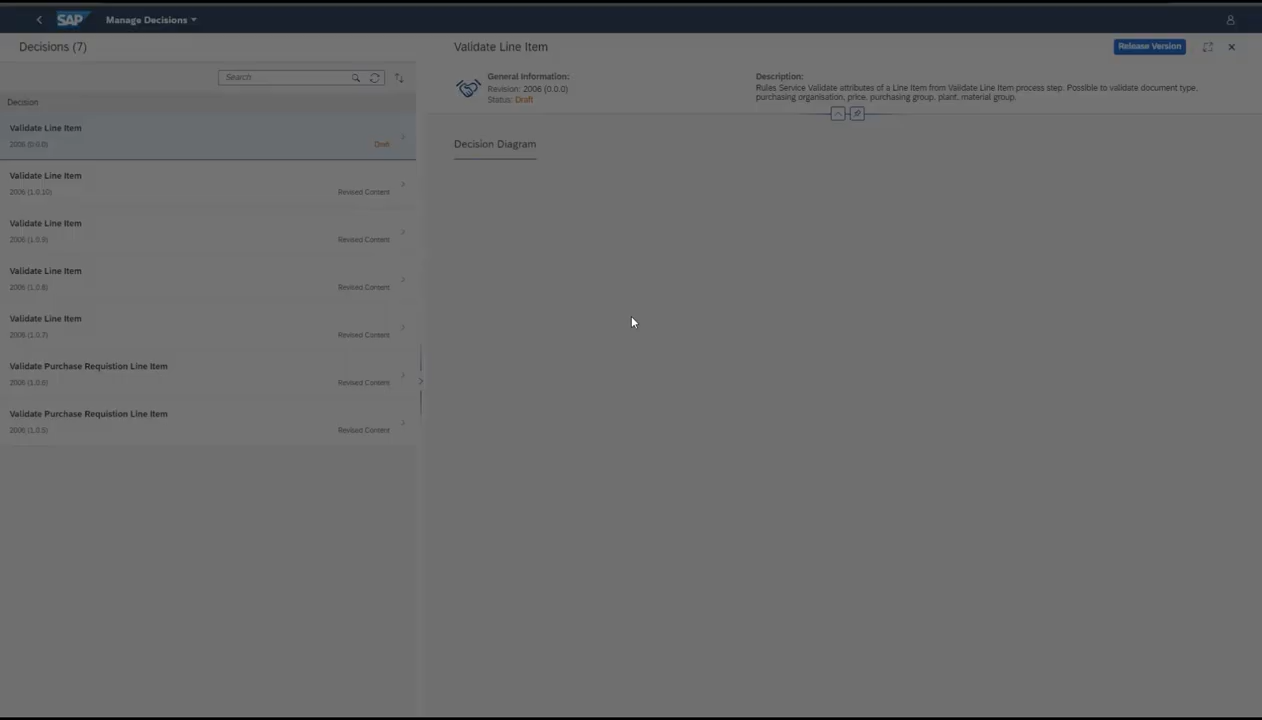 SAP Manage Decisions
Decisions (7)
Search
Decision
Validate Line Item
2006 (0.0.0) Draft
Validate Line Item
2006 (1.0.10) Revised Content
Validate Line Item
2006 (1.0.9) Revised Content
Validate Line Item
2006 (1.0.8) Revised Content
Validate Line Item
2006 (1.0.7) Revised Content
Validate Purchase Requistion Line Item
2006 (1.0.6) Revised Content
Validate Purchase Requistion Line Item
2006 (1.0.5) Revised Content
Validate Line Item
Release Version
General Information:
Revision: 2006 (0.0.0)
Status: Draft
Description:
Rules Service Validate attributes of a Line Item from Validate Line Item process step. Possible to validate document type,
purchasing organisation, price, purchasing group, plant, material group.
Decision Diagram